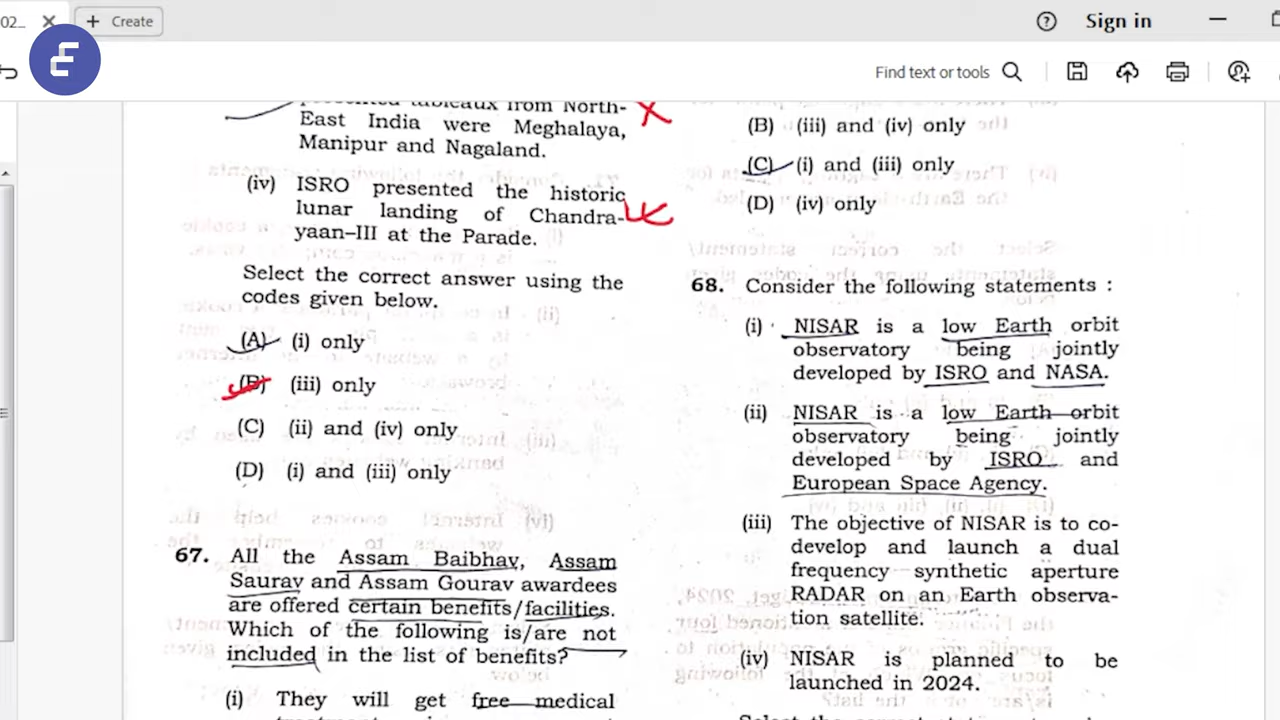 02...
Create
Sign in
Find text or tools
East India were Meghalaya,
Manipur and Nagaland.
(iv) ISRO presented the historic
lunar landing of Chandra-
yaan-III at the Parade.
Select the correct answer using the
codes given below.
(A) (i) only
(B) (iii) only
(C) (ii) and (iv) only
(D) (i) and (iii) only
67. All the Assam Baibhav, Assam
Saurav and Assam Gourav awardees
are offered certain benefits/facilities.
Which of the following is/are not
included in the list of benefits?
(i) They will get free medical
(B) (iii) and (iv) only
(C) (i) and (iii) only
(D) (iv) only
68. Consider the following statements :
(i) NISAR is a low Earth orbit
observatory being jointly
developed by ISRO and NASA.
(ii) NISAR is a low Earth orbit
observatory being jointly
developed by ISRO and
European Space Agency.
(iii) The objective of NISAR is to co-
develop and launch a dual
frequency synthetic aperture
RADAR on an Earth observa-
tion satellite.
(iv) NISAR is planned to be
launched in 2024.